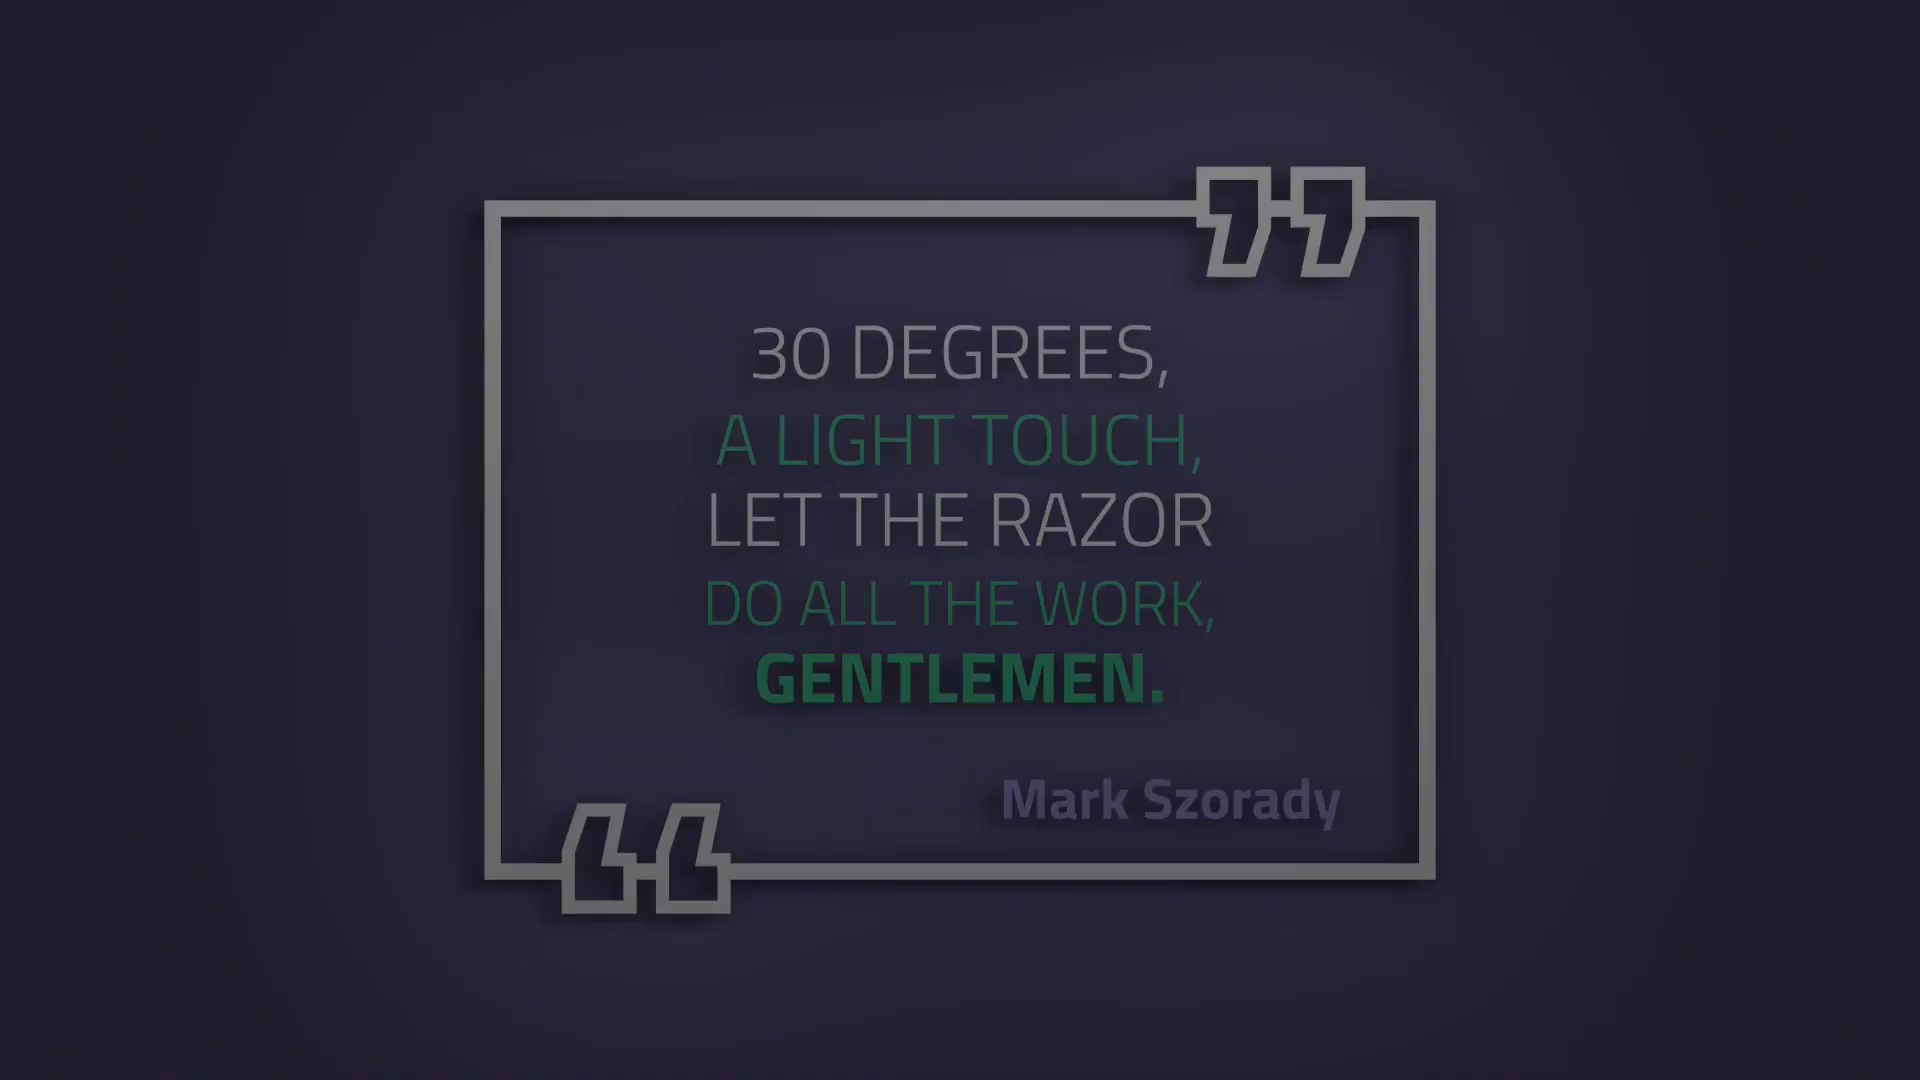 30 DEGREES,
A LIGHT TOUCH,
LET THE RAZOR
DO ALL THE WORK,
GENTLEMEN.
Mark Szorady